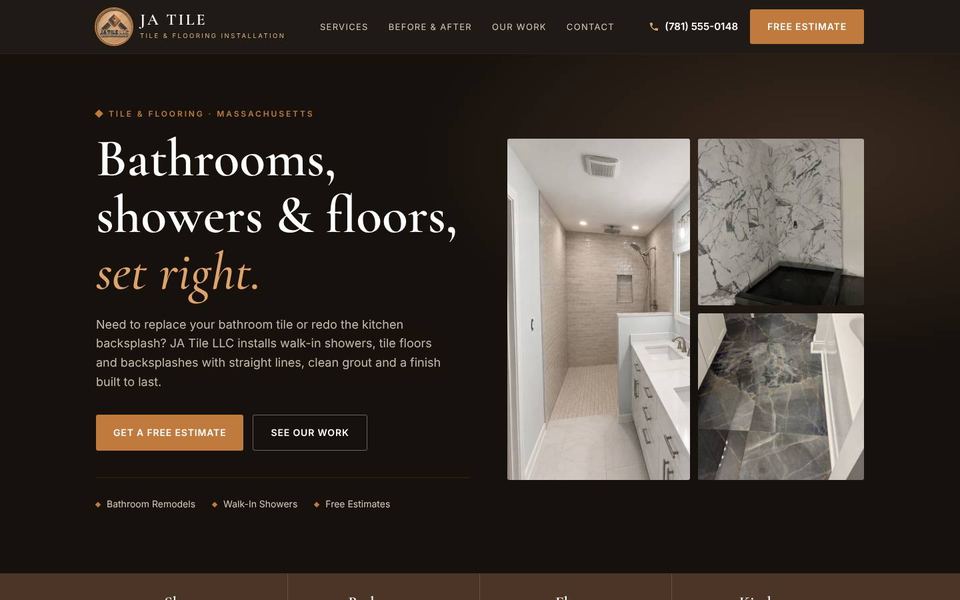 JA TILE
TILE & FLOORING INSTALLATION
SERVICES
BEFORE & AFTER
OUR WORK
CONTACT
(781) 555-0148
FREE ESTIMATE
TILE & FLOORING · MASSACHUSETTS
Bathrooms,
showers & floors,
set right.
Need to replace your bathroom tile or redo the kitchen
backsplash? JA Tile LLC installs walk-in showers, tile floors
and backsplashes with straight lines, clean grout and a finish
built to last.
GET A FREE ESTIMATE
SEE OUR WORK
Bathroom Remodels
Walk-In Showers
Free Estimates